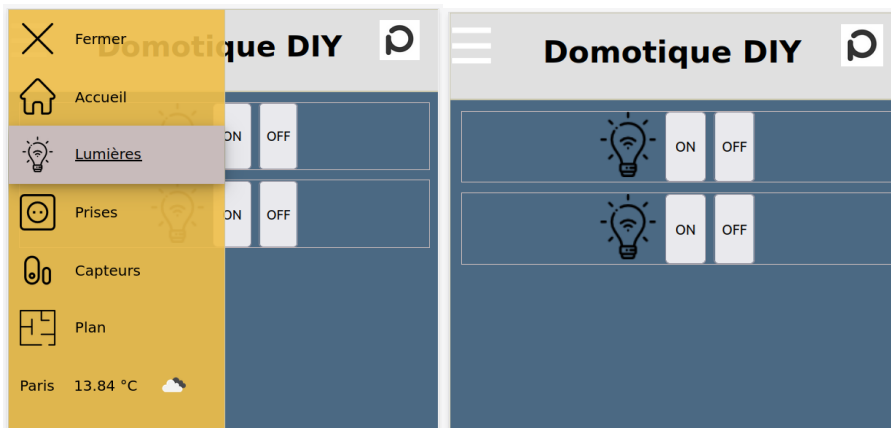 Fermer
Domotique DIY
Accueil
ON OFF
Lumières
Prises
ON OFF
Capteurs
Plan
Paris 13.84 °C
Domotique DIY
ON OFF
ON OFF